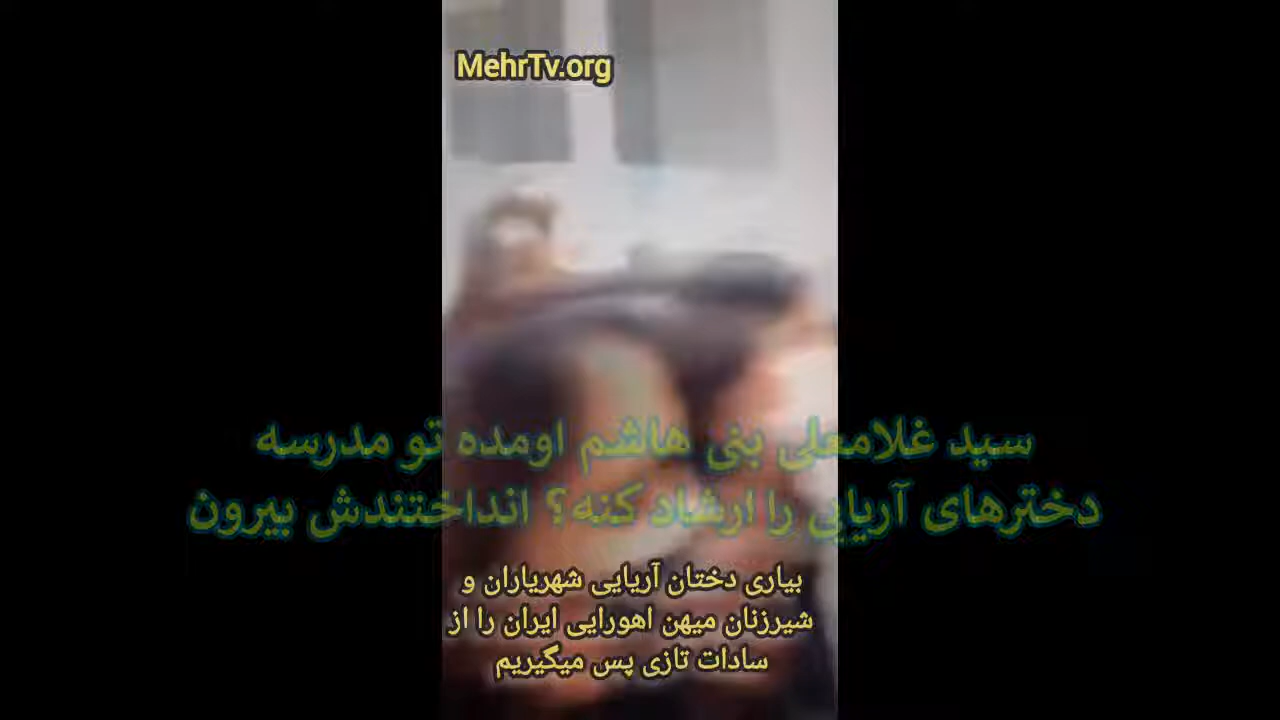 MehrTv.org
سید غلامعلی بنی هاشم اومده تو مدرسه
دخترهای آریایی را ارشاد کنه؟ انداختندش بیرون
بیاری دختان آریایی شهریاران و
شیرزنان میهن اهورایی ایران را از
سادات تازی پس میگیریم